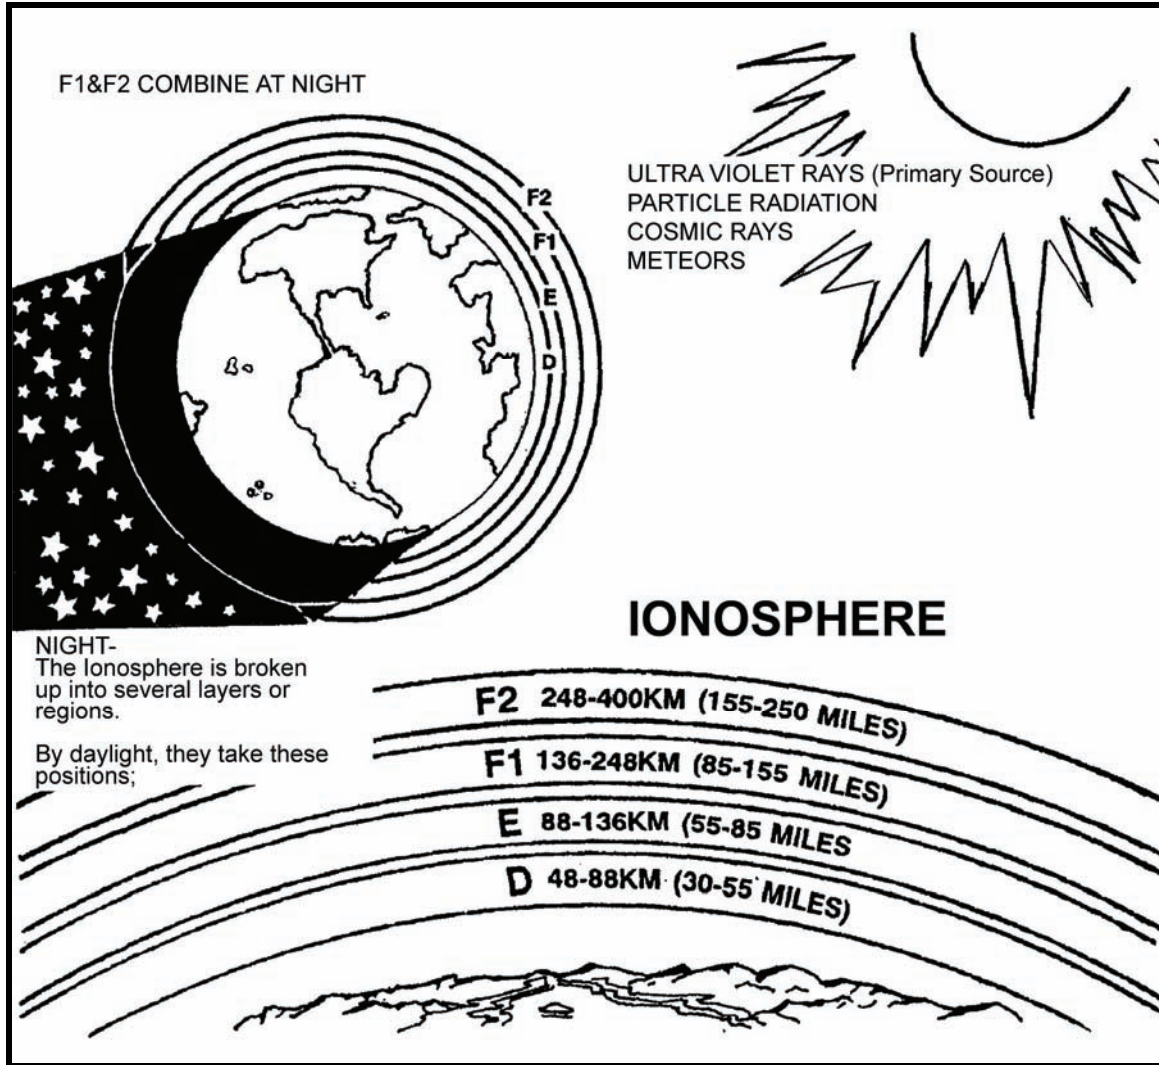 F1&F2 COMBINE AT NIGHT
F2
F1
E
D
ULTRA VIOLET RAYS (Primary Source)
PARTICLE RADIATION
COSMIC RAYS
METEORS
IONOSPHERE
NIGHT-
The Ionosphere is broken
up into several layers or
regions.
By daylight, they take these
positions;
F2 248-400KM (155-250 MILES)
F1 136-248KM (85-155 MILES)
E 88-136KM (55-85 MILES
D 48-88KM (30-55 MILES)